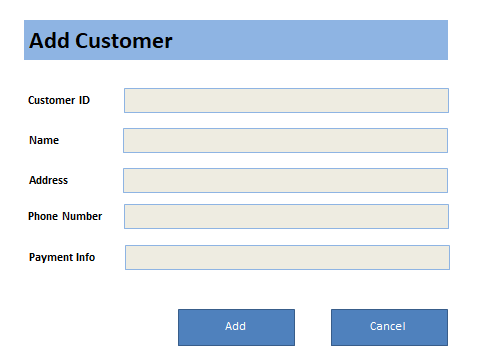 Add Customer
Customer ID
Name
Address
Phone Number
Payment Info
Add
Cancel